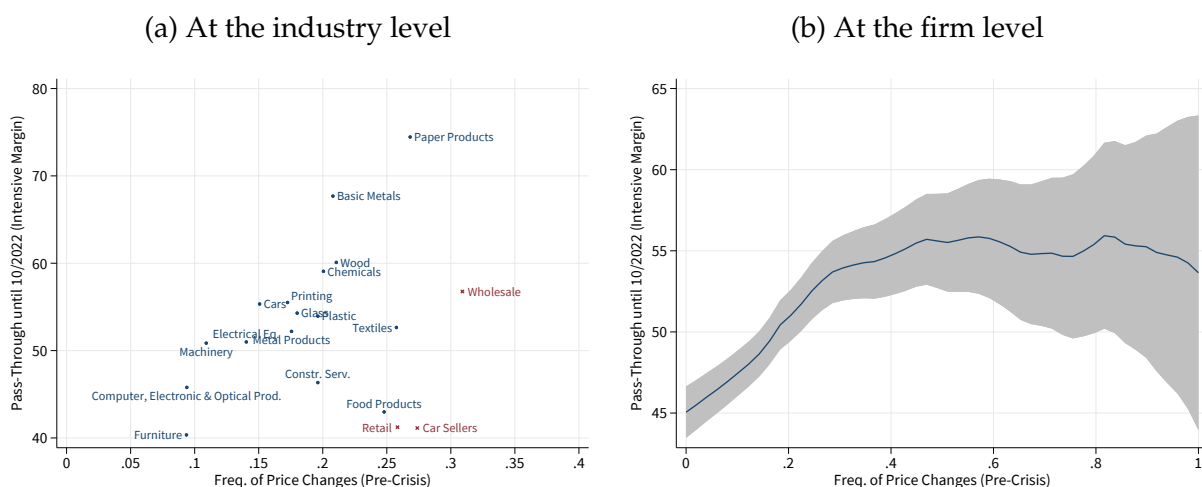 (a) At the industry level
Pass-Through until 10/2022 (Intensive Margin)
80
70
60
50
40
Paper Products
Basic Metals
Wood
Chemicals
Wholesale
Printing
Cars
Glass
Plastic
Textiles
Electrical Eq.
Metal Products
Machinery
Constr. Serv.
Computer, Electronic & Optical Prod.
Food Products
Retail
Car Sellers
Furniture
0 .05 .1 .15 .2 .25 .3 .35 .4
Freq. of Price Changes (Pre-Crisis)
(b) At the firm level
Pass-Through until 10/2022 (Intensive Margin)
65
60
55
50
45
0 .2 .4 .6 .8 1
Freq. of Price Changes (Pre-Crisis)